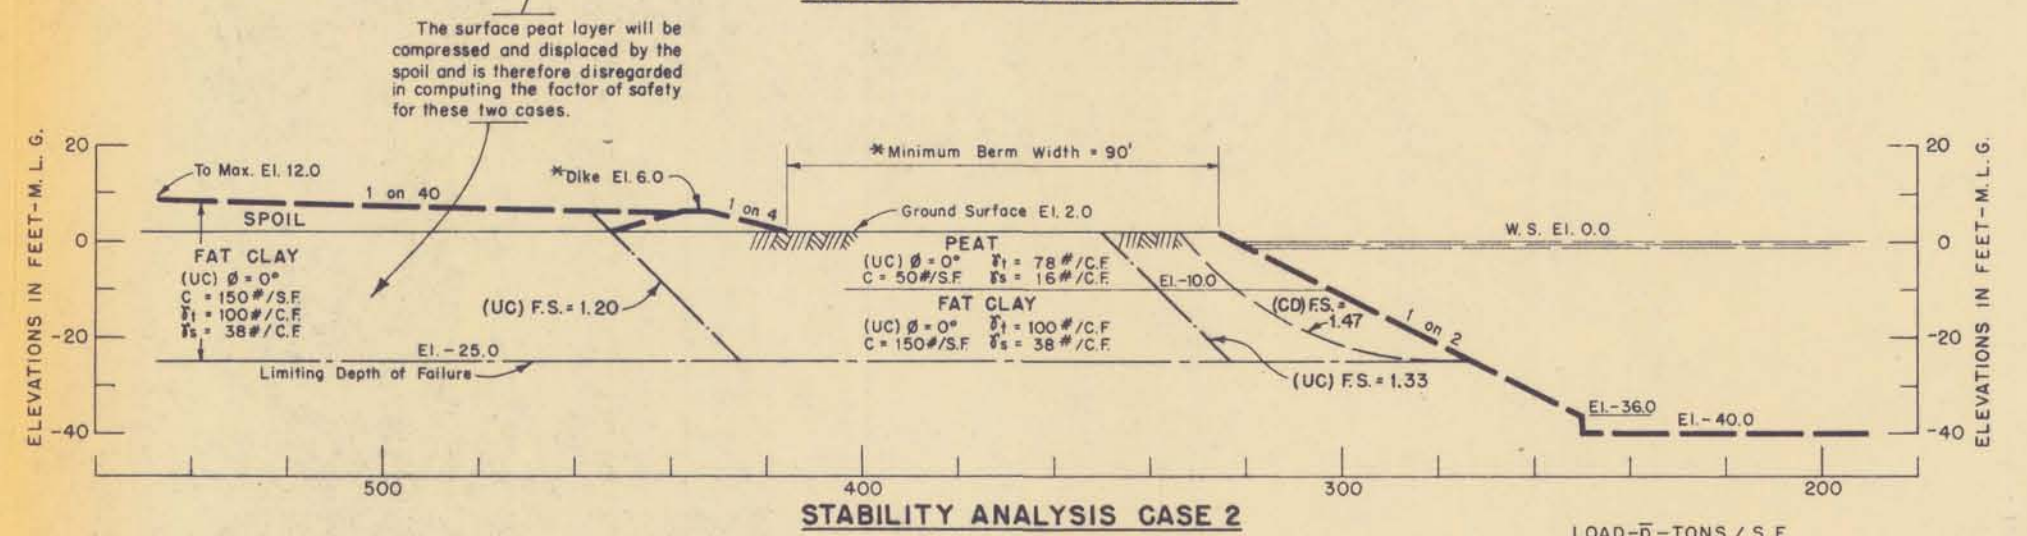 The surface peat layer will be
compressed and displaced by the
spoil and is therefore disregarded
in computing the factor of safety
for these two cases.
ELEVATIONS IN FEET-M.L.G.
20
0
-20
-40
To Max. El. 12.0
1 on 40
SPOIL
*Dike El. 6.0
1 on 4
*Minimum Berm Width = 90'
Ground Surface El. 2.0
W.S. El. 0.0
FAT CLAY
(UC) Ø = 0°
C = 150#/S.F.
γt = 100#/C.F.
γs = 38#/C.F.
(UC) F.S. = 1.20
PEAT
(UC) Ø = 0° γt = 78#/C.F.
C = 50#/S.F. γs = 16#/C.F.
El.-10.0
FAT CLAY
(UC) Ø = 0° γt = 100#/C.F.
C = 150#/S.F. γs = 38#/C.F.
(CD) F.S. =
1.47
1 on 2
El.-25.0
Limiting Depth of Failure
(UC) F.S. = 1.33
El.-36.0
El.-40.0
20
0
-20
-40
ELEVATIONS IN FEET-M.L.G.
500
400
300
200
STABILITY ANALYSIS CASE 2
LOAD-p̅-TONS / S.F.